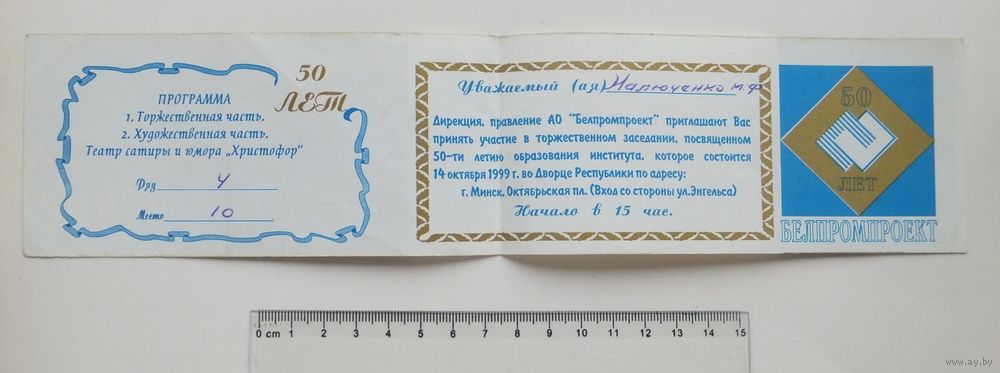 50
ЛЕТ
ПРОГРАММА
1. Торжественная часть.
2. Художественная часть.
Театр сатиры и юмора „Христофор"
Ряд 4
Место 10
Уважаемый (ая) М.Ф.
Дирекция, правление АО "Белпромпроект" приглашают Вас
принять участие в торжественном заседании, посвященном
50-ти летию образования института, которое состоится
14 октября 1999 г. во Дворце Республики по адресу:
г. Минск, Октябрьская пл. (Вход со стороны ул.Энгельса)
Начало в 15 час.
50
ЛЕТ
БЕЛПРОМПРОЕКТ
0 cm 1 2 3 4 5 6 7 8 9 10 11 12 13 14 15
www.ay.by